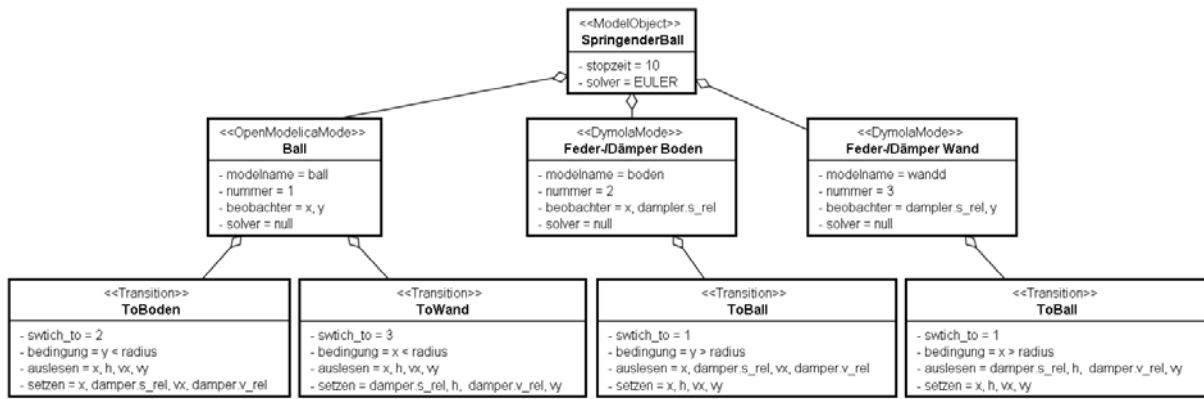 <<ModelObject>>
SpringenderBall
- stopzeit = 10
- solver = EULER
<<OpenModelicaMode>>
Ball
- modelname = ball
- nummer = 1
- beobachter = x, y
- solver = null
<<DymolaMode>>
Feder-/Dämper Boden
- modelname = boden
- nummer = 2
- beobachter = x, dampler.s_rel
- solver = null
<<DymolaMode>>
Feder-/Dämper Wand
- modelname = wandd
- nummer = 3
- beobachter = dampler.s_rel, y
- solver = null
<<Transition>>
ToBoden
- swtich_to = 2
- bedingung = y < radius
- auslesen = x, h, vx, vy
- setzen = x, damper.s_rel, vx, damper.v_rel
<<Transition>>
ToWand
- swtich_to = 3
- bedingung = x < radius
- auslesen = x, h, vx, vy
- setzen = damper.s_rel, h, damper.v_rel, vy
<<Transition>>
ToBall
- swtich_to = 1
- bedingung = y > radius
- auslesen = x, damper.s_rel, vx, damper.v_rel
- setzen = x, h, vx, vy
<<Transition>>
ToBall
- swtich_to = 1
- bedingung = x > radius
- auslesen = damper.s_rel, h, damper.v_rel, vy
- setzen = x, h, vx, vy